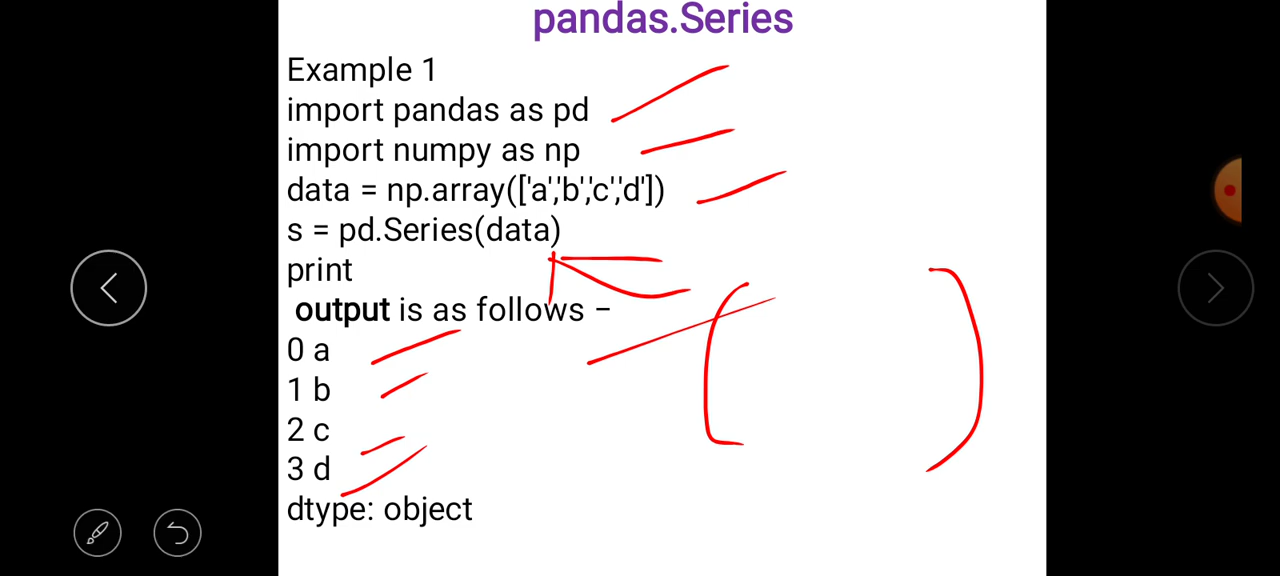 pandas.Series
Example 1
import pandas as pd
import numpy as np
data = np.array(['a','b','c','d'])
s = pd.Series(data)
print
output is as follows −
0 a
1 b
2 c
3 d
dtype: object